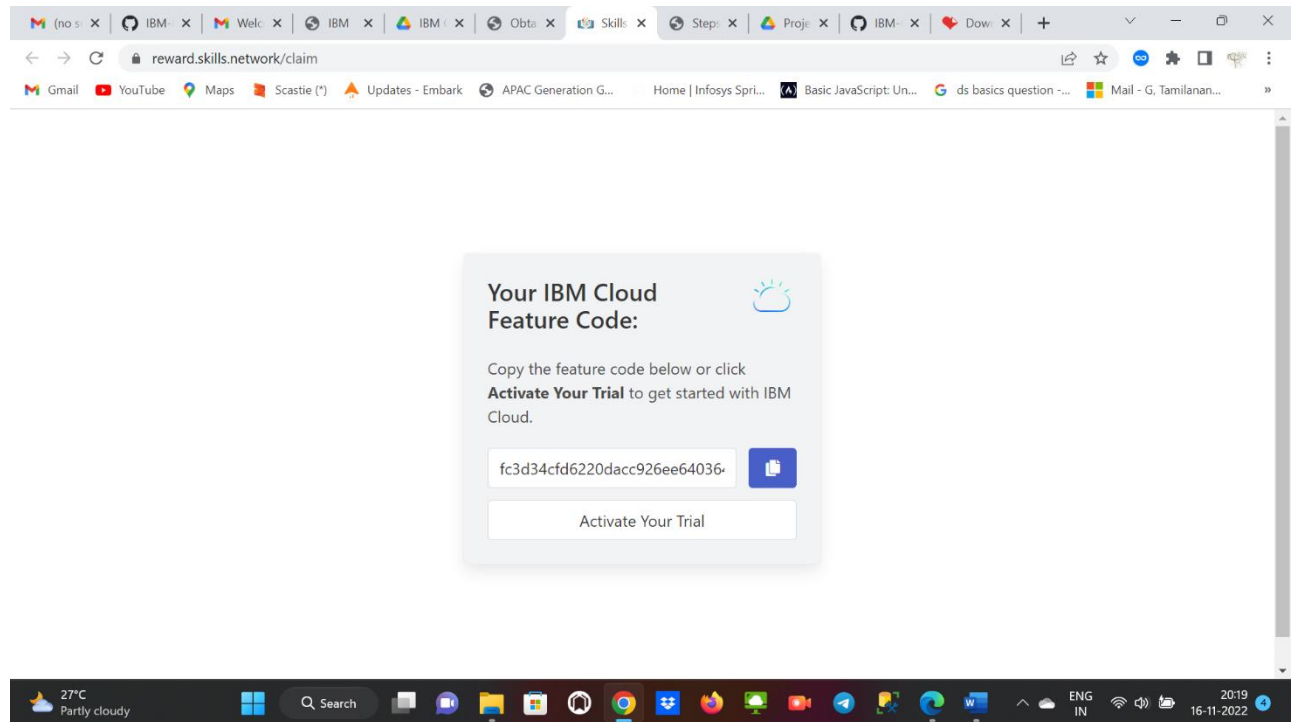 (no s
IBM-
Welc
IBM
IBM
Obta
Skills
Step
Proje
IBM-
Dow
reward.skills.network/claim
Gmail
YouTube
Maps
Scastie (*)
Updates - Embark
APAC Generation G...
Home | Infosys Spri...
Basic JavaScript: Un...
ds basics question -...
Mail - G, Tamilanan...
»
Your IBM Cloud
Feature Code:
Copy the feature code below or click
Activate Your Trial to get started with IBM
Cloud.
fc3d34cfd6220dacc926ee64036
Activate Your Trial
27°C
Partly cloudy
Search
ENG
IN
20:19
16-11-2022
4